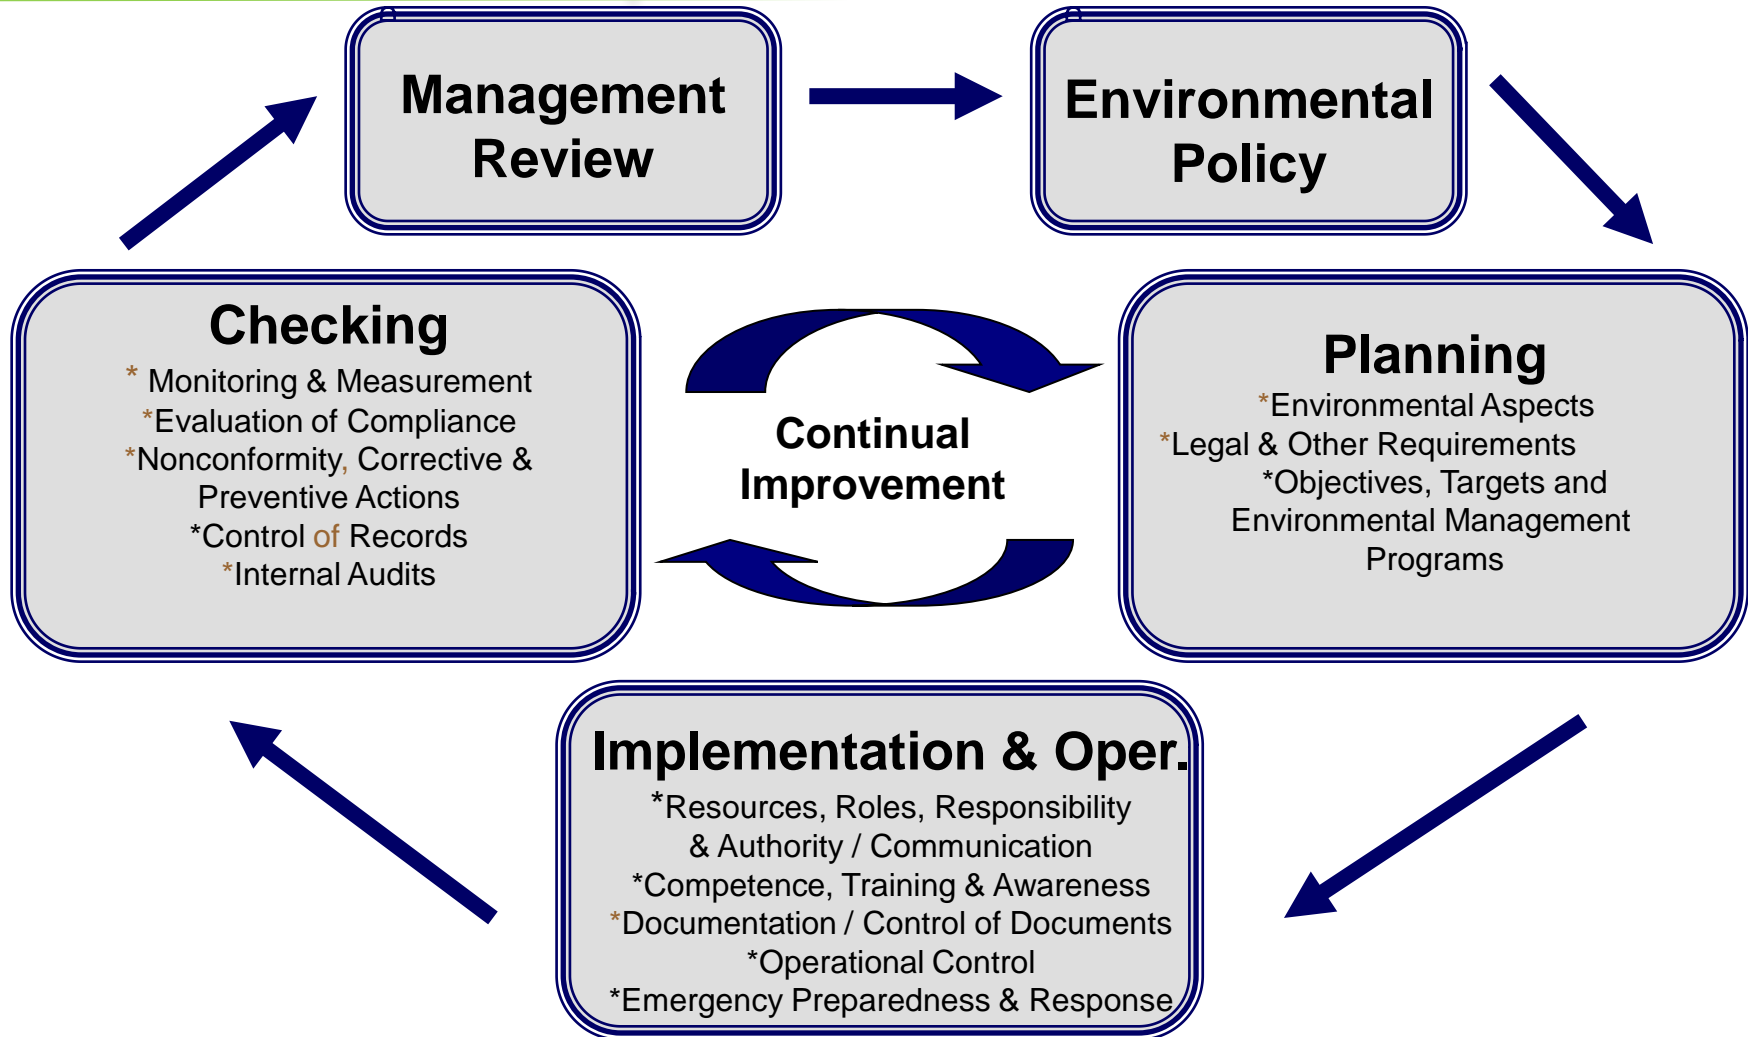 Management
Review
Environmental
Policy
Checking
* Monitoring & Measurement
*Evaluation of Compliance
*Nonconformity, Corrective &
Preventive Actions
*Control of Records
*Internal Audits
Continual
Improvement
Planning
*Environmental Aspects
*Legal & Other Requirements
*Objectives, Targets and
Environmental Management
Programs
Implementation & Oper.
*Resources, Roles, Responsibility
& Authority / Communication
*Competence, Training & Awareness
*Documentation / Control of Documents
*Operational Control
*Emergency Preparedness & Response